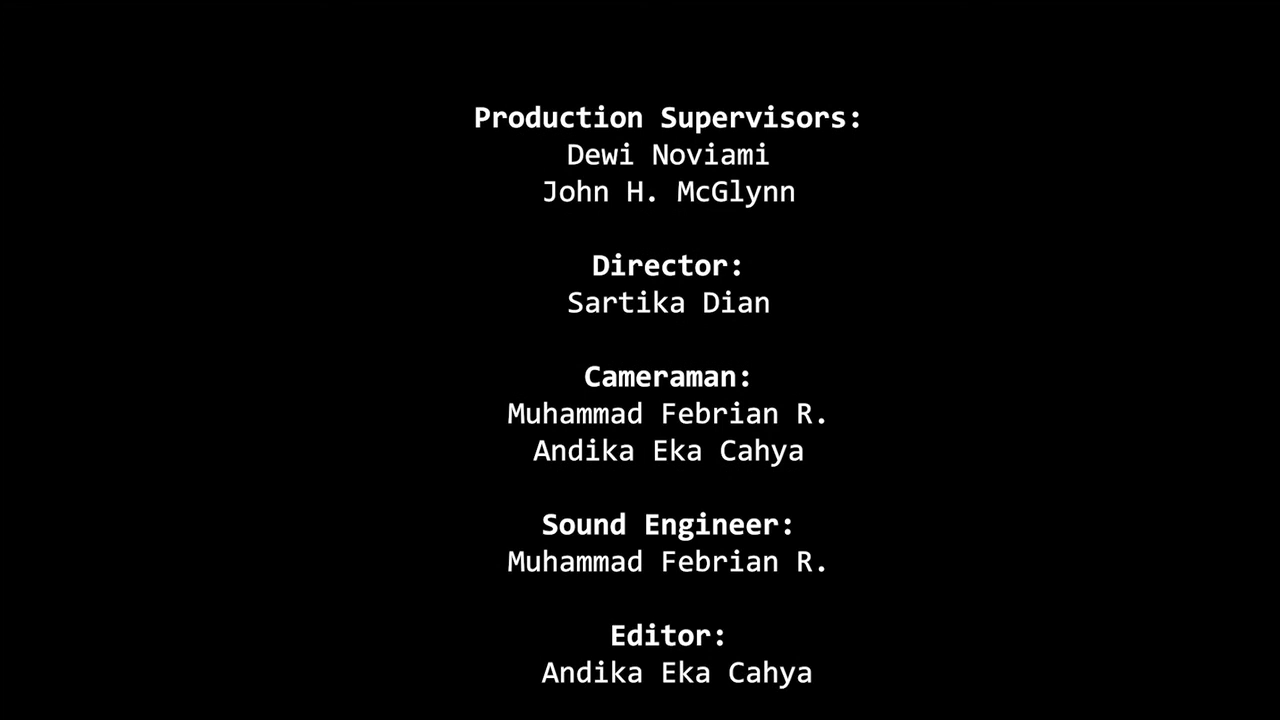 Production Supervisors:
Dewi Noviami
John H. McGlynn
Director:
Sartika Dian
Cameraman:
Muhammad Febrian R.
Andika Eka Cahya
Sound Engineer:
Muhammad Febrian R.
Editor:
Andika Eka Cahya